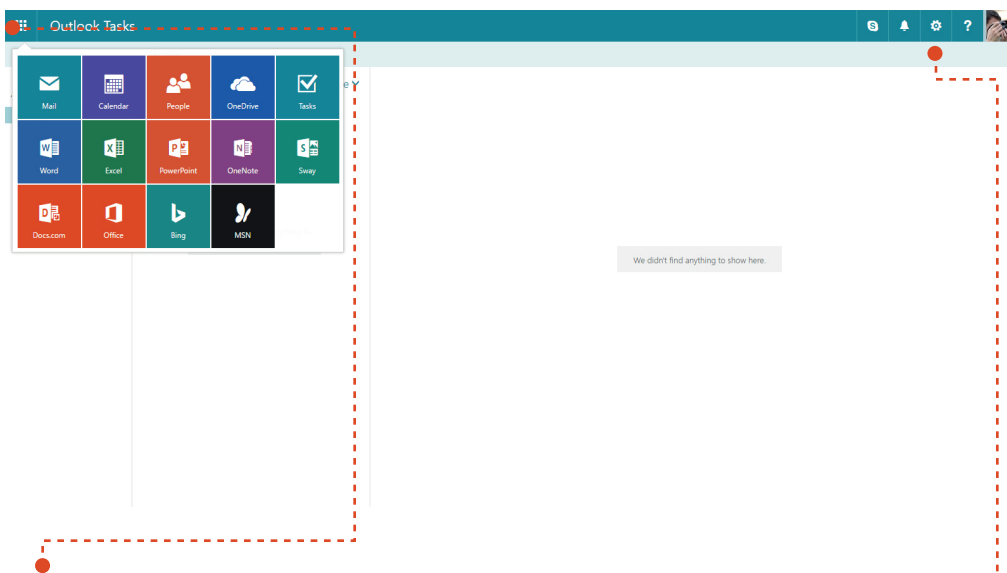 Outlook Tasks
?
Mail Calendar People OneDrive Tasks
Word Excel PowerPoint OneNote Sway
Docs.com Office Bing MSN
We didn't find anything to show here.